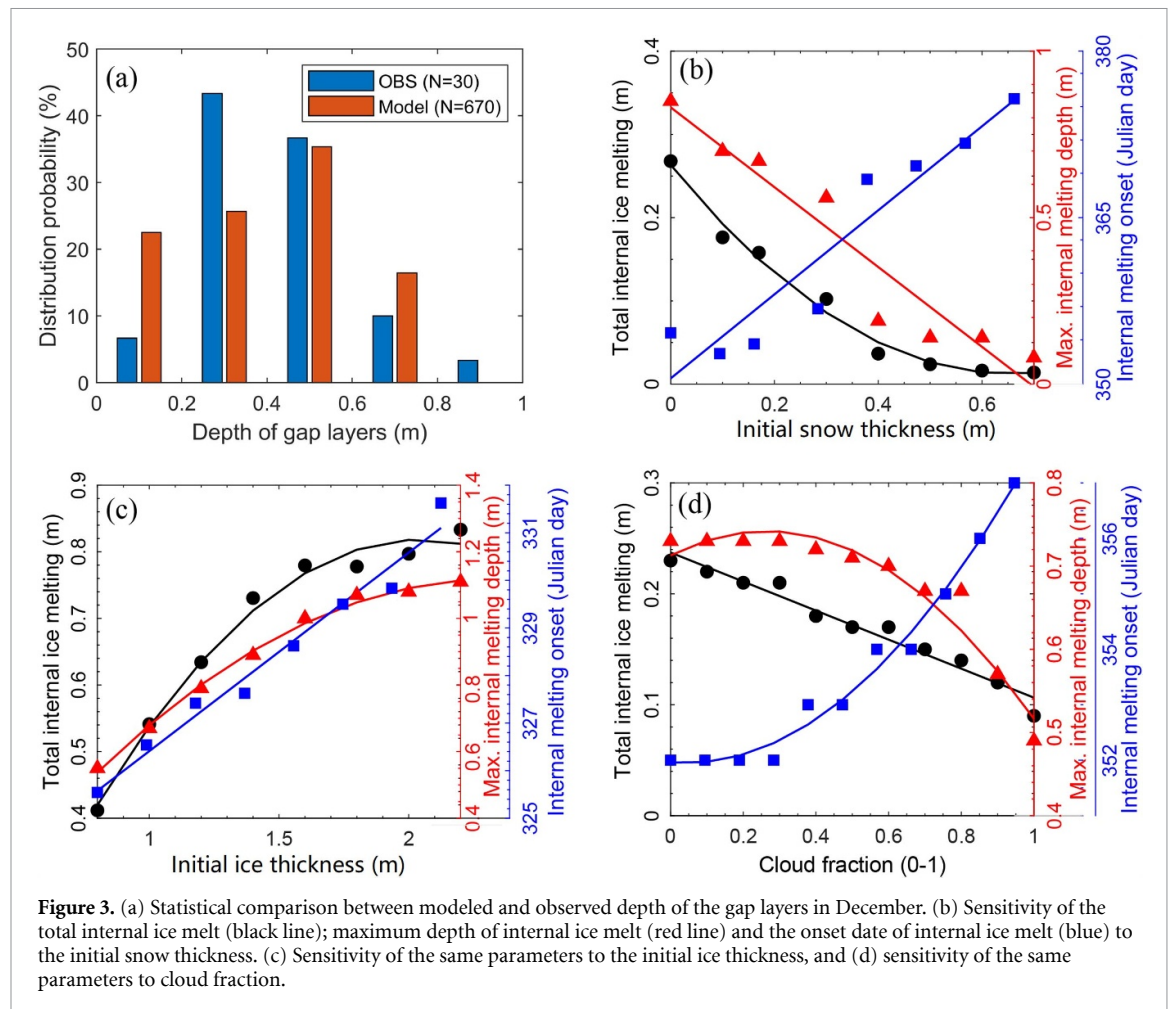 50
40
30
20
10
0
Distribution probability (%)
(a)
OBS (N=30)
Model (N=670)
0 0.2 0.4 0.6 0.8 1
Depth of gap layers (m)
0.4
0.2
0
Total internal ice melting (m)
(b)
1
0.5
0
Max. internal melting depth (m)
380
365
350
Internal melting onset (Julian day)
0 0.2 0.4 0.6
Initial snow thickness (m)
0.9
0.8
0.7
0.6
0.5
0.4
Total internal ice melting (m)
(c)
1.4
1.2
1
0.8
0.6
0.4
Max. internal melting depth (m)
331
329
327
325
Internal melting onset (Julian day)
1 1.5 2
Initial ice thickness (m)
0.3
0.2
0.1
0
Total internal ice melting (m)
(d)
0.8
0.7
0.6
0.5
0.4
Max. internal melting depth (m)
356
354
352
Internal melting onset (Julian day)
0 0.2 0.4 0.6 0.8 1
Cloud fraction (0-1)
Figure 3. (a) Statistical comparison between modeled and observed depth of the gap layers in December. (b) Sensitivity of the
total internal ice melt (black line); maximum depth of internal ice melt (red line) and the onset date of internal ice melt (blue) to
the initial snow thickness. (c) Sensitivity of the same parameters to the initial ice thickness, and (d) sensitivity of the same
parameters to cloud fraction.